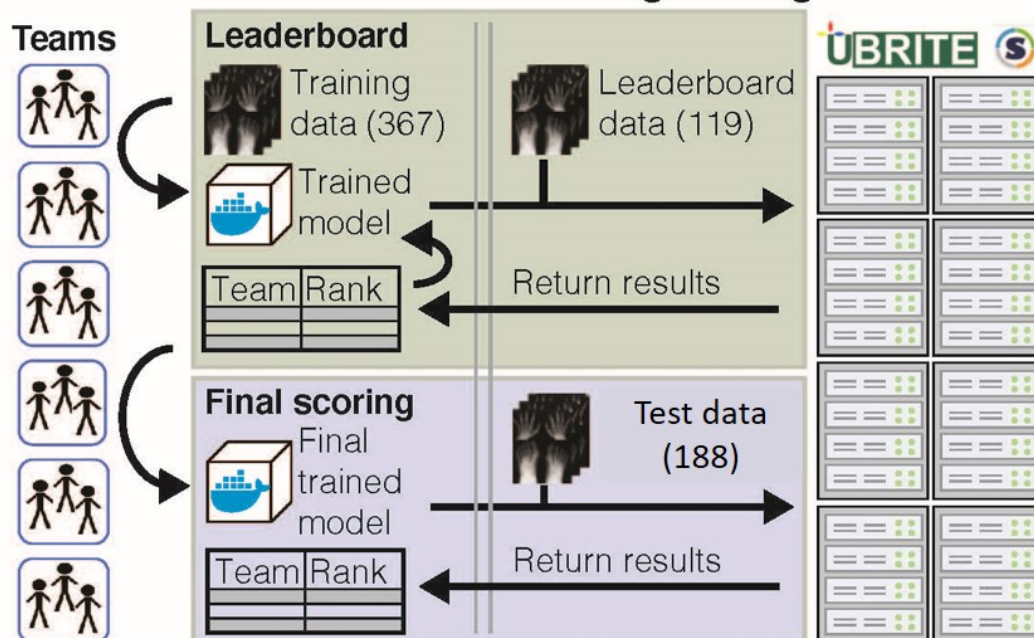 Teams
Leaderboard
Training
data (367)
Leaderboard
data (119)
Trained
model
Team Rank
Return results
Final scoring
Final
trained
model
Test data
(188)
Team Rank
Return results
UBRITE
S